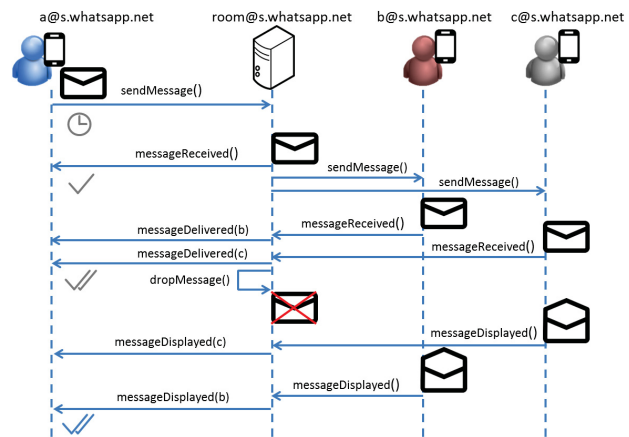 a@s.whatsapp.net
room@s.whatsapp.net
b@s.whatsapp.net
c@s.whatsapp.net
sendMessage()
messageReceived()
sendMessage()
sendMessage()
messageReceived()
messageDelivered(b)
messageReceived()
messageDelivered(c)
dropMessage()
messageDisplayed()
messageDisplayed(c)
messageDisplayed()
messageDisplayed(b)